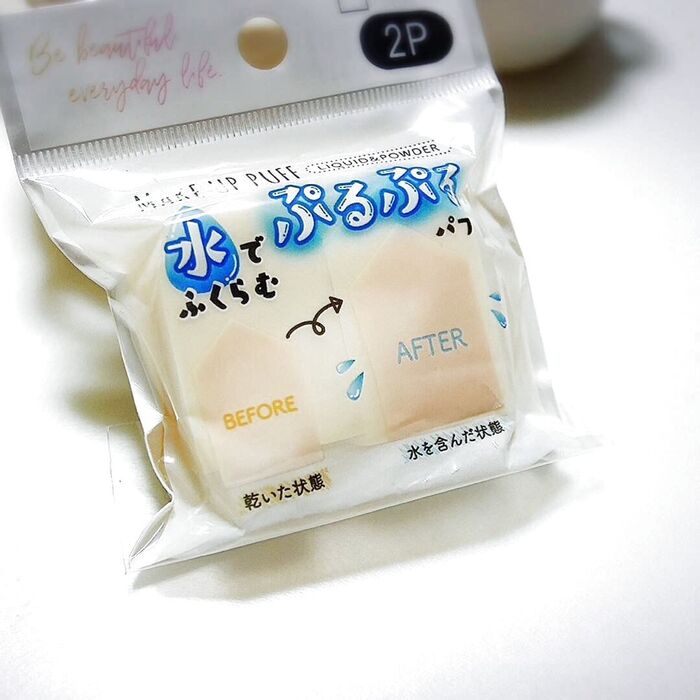 Be beautiful
everyday life.
2P
MAKE UP PUFF
LIQUID&POWDER
水で
ふくらむ
ぷるぷる
パフ
BEFORE
AFTER
乾いた状態
水を含んだ状態